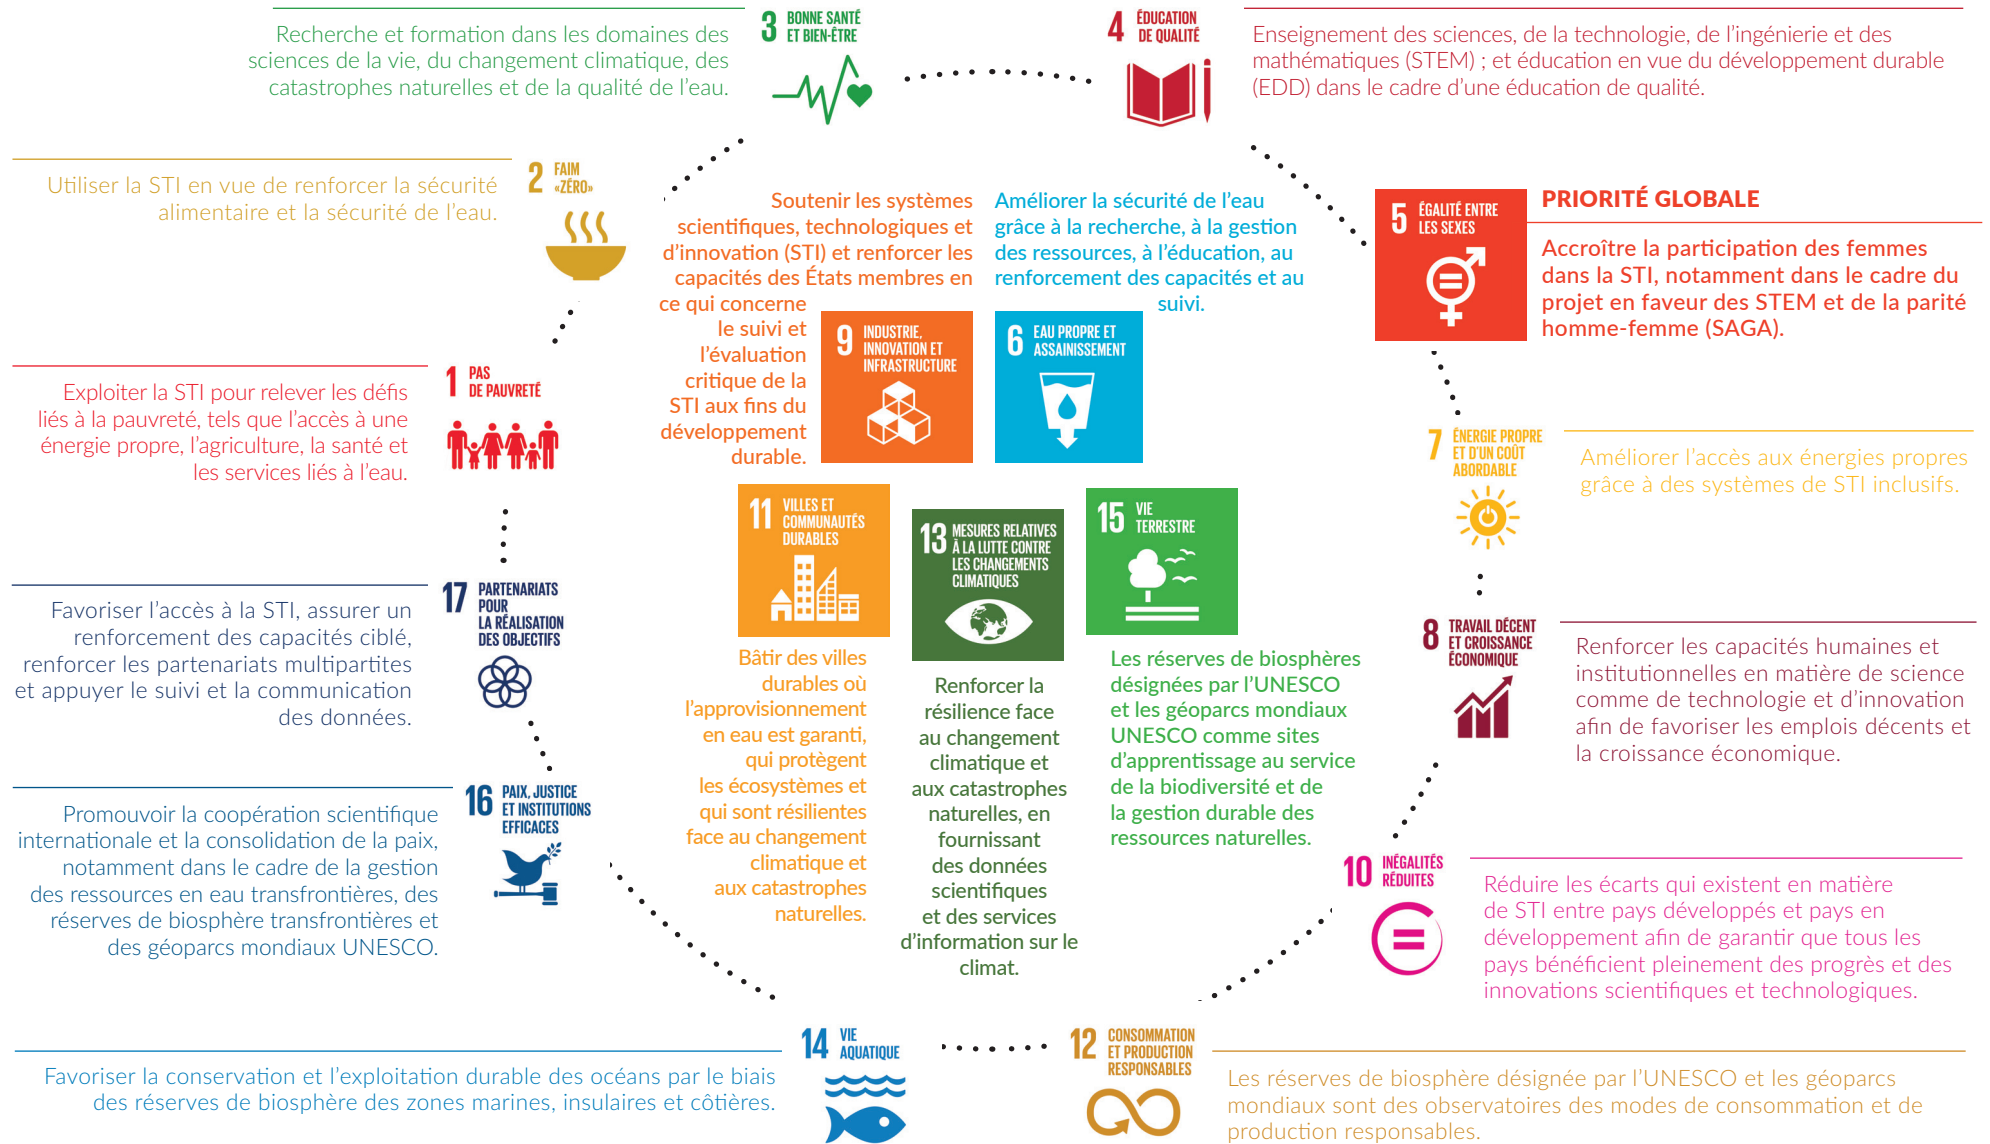 3 BONNE SANTÉ
ET BIEN-ÊTRE
Recherche et formation dans les domaines des
sciences de la vie, du changement climatique, des
catastrophes naturelles et de la qualité de l'eau.
4 ÉDUCATION
DE QUALITÉ
Enseignement des sciences, de la technologie, de l'ingénierie et des
mathématiques (STEM) ; et éducation en vue du développement durable
(EDD) dans le cadre d'une éducation de qualité.
2 FAIM
«ZÉRO»
Utiliser la STI en vue de renforcer la sécurité
alimentaire et la sécurité de l'eau.
Soutenir les systèmes
scientifiques, technologiques et
d'innovation (STI) et renforcer les
capacités des États membres en
ce qui concerne
le suivi et
l'évaluation
critique de la
STI aux fins du
développement
durable.
9 INDUSTRIE,
INNOVATION ET
INFRASTRUCTURE
Améliorer la sécurité de l'eau
grâce à la recherche, à la gestion
des ressources, à l'éducation, au
renforcement des capacités et au
suivi.
6 EAU PROPRE ET
ASSAINISSEMENT
5 ÉGALITÉ ENTRE
LES SEXES
PRIORITÉ GLOBALE
Accroître la participation des femmes
dans la STI, notamment dans le cadre du
projet en faveur des STEM et de la parité
homme-femme (SAGA).
1 PAS
DE PAUVRETÉ
Exploiter la STI pour relever les défis
liés à la pauvreté, tels que l'accès à une
énergie propre, l'agriculture, la santé et
les services liés à l'eau.
7 ÉNERGIE PROPRE
ET D'UN COÛT
ABORDABLE
Améliorer l'accès aux énergies propres
grâce à des systèmes de STI inclusifs.
11 VILLES ET
COMMUNAUTÉS
DURABLES
Bâtir des villes
durables où
l'approvisionnement
en eau est garanti,
qui protègent
les écosystèmes et
qui sont résilientes
face au changement
climatique et
aux catastrophes
naturelles.
13 MESURES RELATIVES
À LA LUTTE CONTRE
LES CHANGEMENTS
CLIMATIQUES
Renforcer la
résilience face
au changement
climatique et
aux catastrophes
naturelles, en
fournissant
des données
scientifiques
et des services
d'information sur le
climat.
15 VIE
TERRESTRE
Les réserves de biosphères
désignées par l'UNESCO
et les géoparcs mondiaux
UNESCO comme sites
d'apprentissage au service
de la biodiversité et de
la gestion durable des
ressources naturelles.
17 PARTENARIATS
POUR
LA RÉALISATION
DES OBJECTIFS
Favoriser l'accès à la STI, assurer un
renforcement des capacités ciblé,
renforcer les partenariats multipartites
et appuyer le suivi et la communication
des données.
8 TRAVAIL DÉCENT
ET CROISSANCE
ÉCONOMIQUE
Renforcer les capacités humaines et
institutionnelles en matière de science
comme de technologie et d'innovation
afin de favoriser les emplois décents et
la croissance économique.
16 PAIX, JUSTICE
ET INSTITUTIONS
EFFICACES
Promouvoir la coopération scientifique
internationale et la consolidation de la paix,
notamment dans le cadre de la gestion
des ressources en eau transfrontières, des
réserves de biosphère transfrontières et
des géoparcs mondiaux UNESCO.
10 INÉGALITÉS
RÉDUITES
Réduire les écarts qui existent en matière
de STI entre pays développés et pays en
développement afin de garantir que tous les
pays bénéficient pleinement des progrès et des
innovations scientifiques et technologiques.
14 VIE
AQUATIQUE
Favoriser la conservation et l'exploitation durable des océans par le biais
des réserves de biosphère des zones marines, insulaires et côtières.
12 CONSOMMATION
ET PRODUCTION
RESPONSABLES
Les réserves de biosphère désignée par l'UNESCO et les géoparcs
mondiaux sont des observatoires des modes de consommation et de
production responsables.